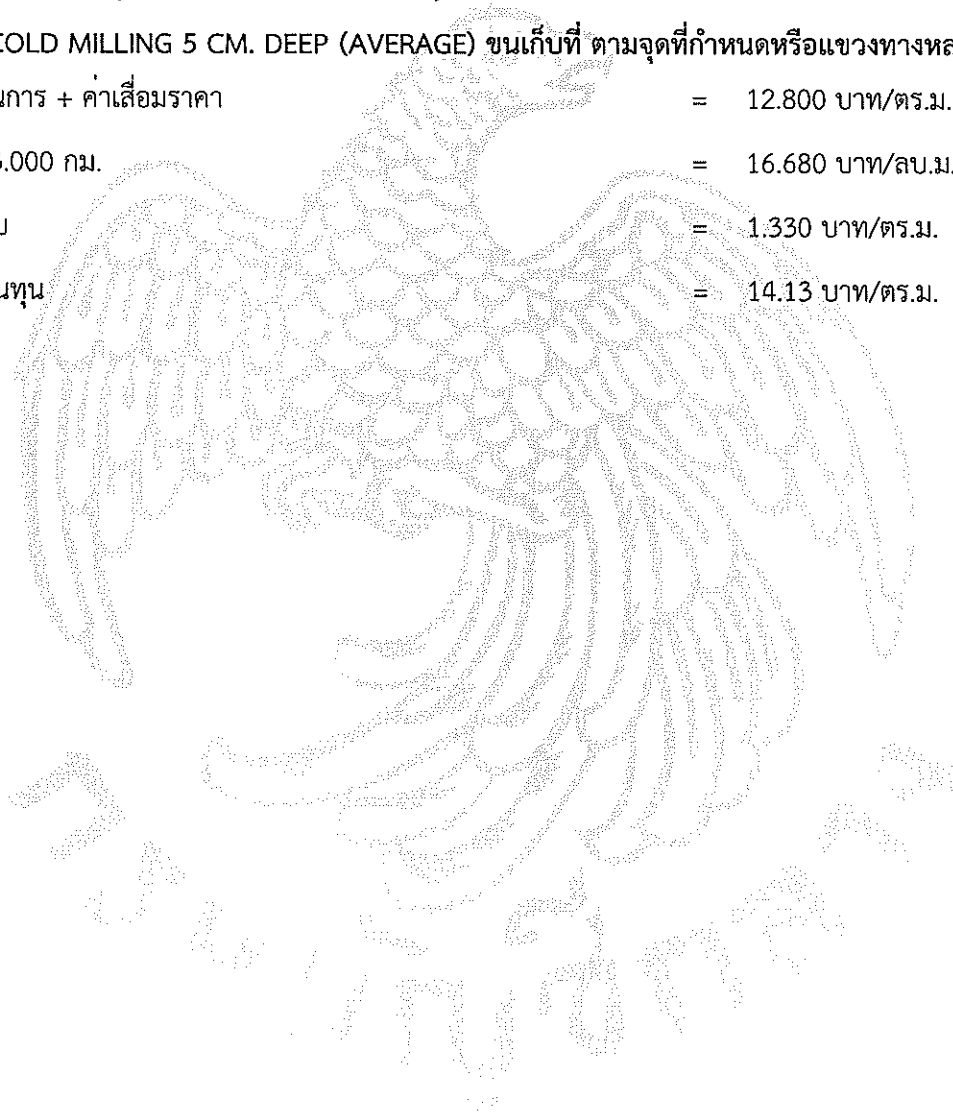 COLD MILLING 5 CM. DEEP (AVERAGE) ขนเก็บที่ ตามจุดที่กำหนดหรือแขวงทางหล
นการ + ค่าเสื่อมราคา = 12.800 บาท/ตร.ม.
.000 กม. = 16.680 บาท/ลบ.ม.
= 1.330 บาท/ตร.ม.
นทุน = 14.13 บาท/ตร.ม.